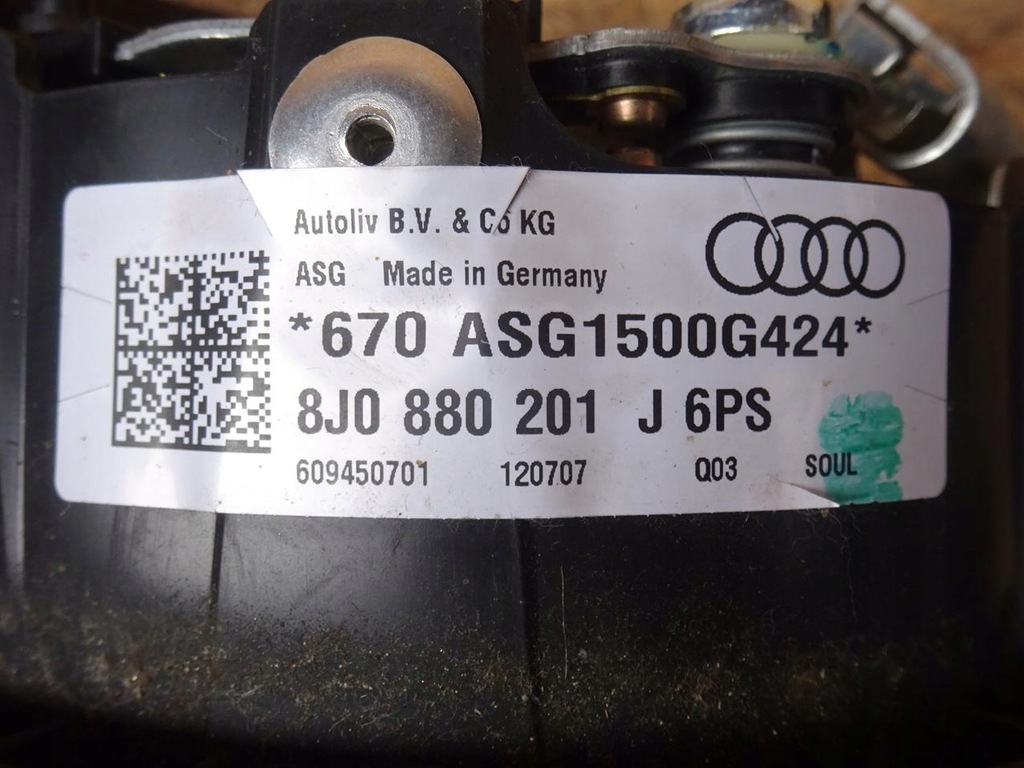 Autoliv B.V. & Co KG
ASG Made in Germany
*670 ASG1500G424*
8J0 880 201 J 6PS
609450701 120707 Q03 SOUL